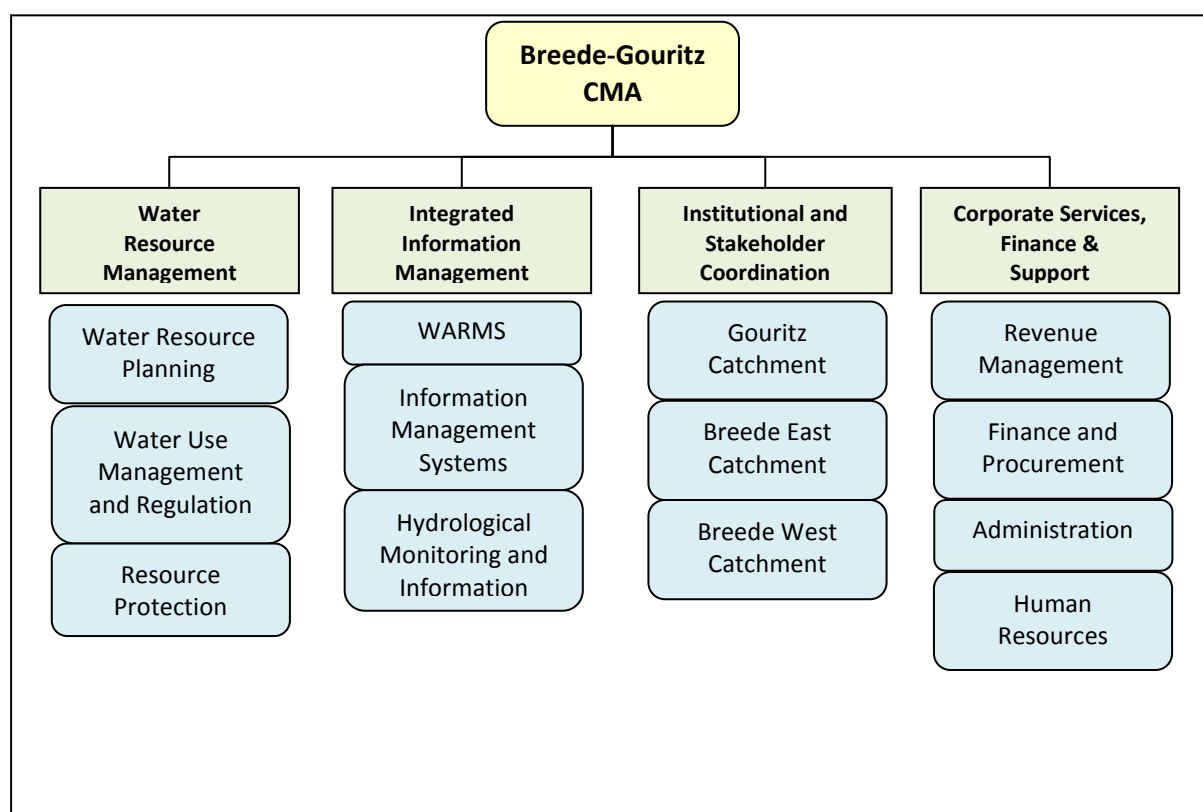 Breede-Gouritz
CMA
Water
Resource
Management
Water Resource
Planning
Water Use
Management
and Regulation
Resource
Protection
Integrated
Information
Management
WARMS
Information
Management
Systems
Hydrological
Monitoring and
Information
Institutional and
Stakeholder
Coordination
Gouritz
Catchment
Breede East
Catchment
Breede West
Catchment
Corporate Services,
Finance &
Support
Revenue
Management
Finance and
Procurement
Administration
Human
Resources